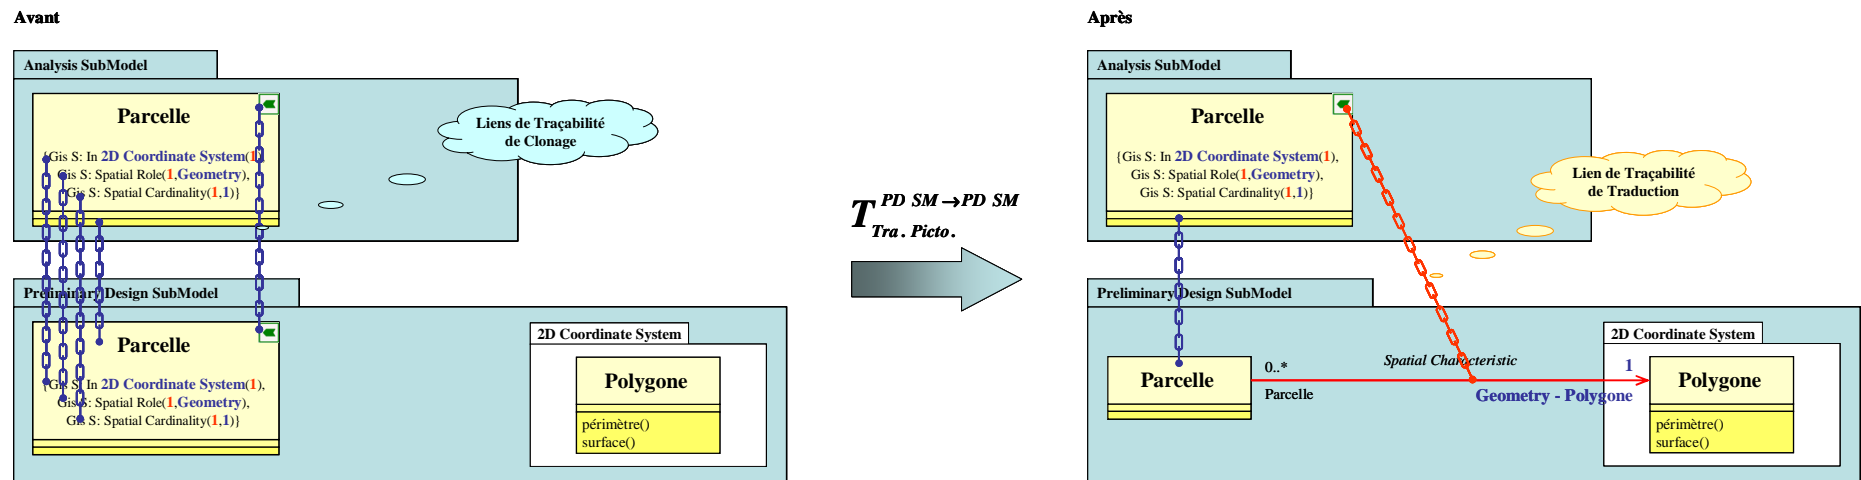 Avant
Analysis SubModel
Parcelle
{Gis S: In 2D Coordinate System(1),
Gis S: Spatial Role(1,Geometry),
Gis S: Spatial Cardinality(1,1)}
Liens de Traçabilité
de Clonage
Preliminary Design SubModel
Parcelle
{Gis S: In 2D Coordinate System(1),
Gis S: Spatial Role(1,Geometry),
Gis S: Spatial Cardinality(1,1)}
2D Coordinate System
Polygone
périmètre()
surface()
T PD SM→PD SM
Tra. Picto.
Après
Analysis SubModel
Parcelle
{Gis S: In 2D Coordinate System(1),
Gis S: Spatial Role(1,Geometry),
Gis S: Spatial Cardinality(1,1)}
Lien de Traçabilité
de Traduction
Preliminary Design SubModel
Parcelle
0..*
Parcelle
Spatial Characteristic
1
Geometry - Polygone
2D Coordinate System
Polygone
périmètre()
surface()